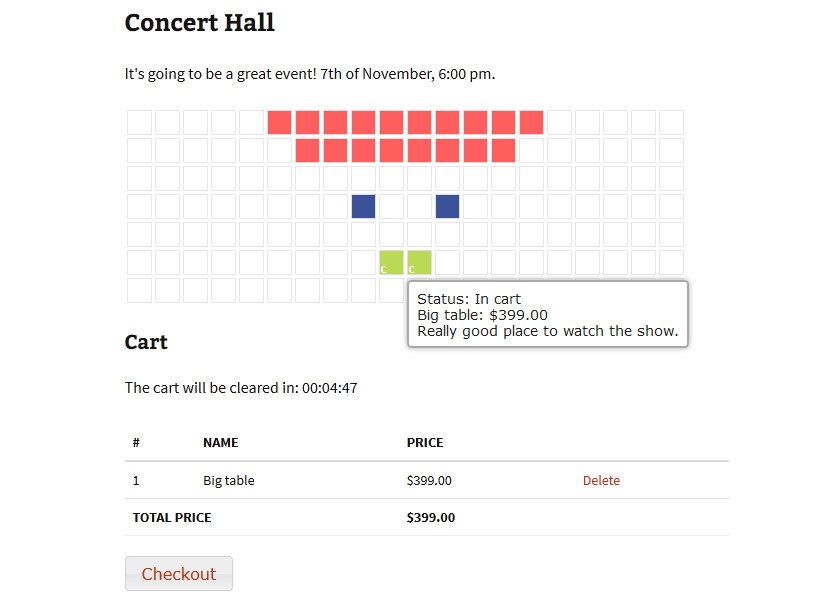 Concert Hall
It's going to be a great event! 7th of November, 6:00 pm.
c c
Status: In cart
Big table: $399.00
Really good place to watch the show.
Cart
The cart will be cleared in: 00:04:47
# NAME PRICE
1 Big table $399.00 Delete
TOTAL PRICE $399.00
Checkout